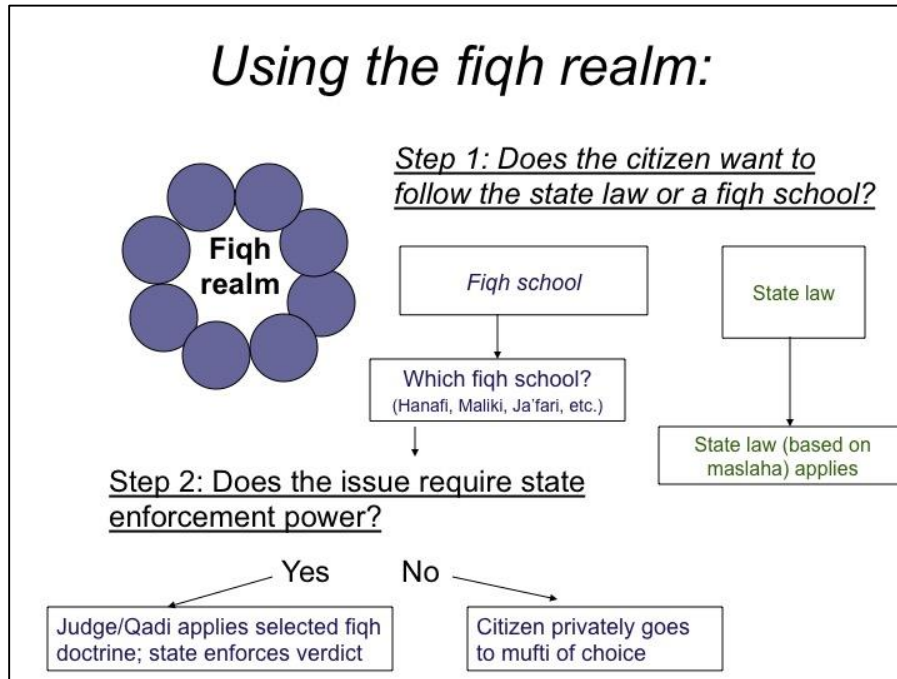 Using the fiqh realm:
Step 1: Does the citizen want to
follow the state law or a fiqh school?
Fiqh
realm
Fiqh school
State law
Which fiqh school?
(Hanafi, Maliki, Ja'fari, etc.)
State law (based on
maslaha) applies
Step 2: Does the issue require state
enforcement power?
Yes
No
Judge/Qadi applies selected fiqh
doctrine; state enforces verdict
Citizen privately goes
to mufti of choice